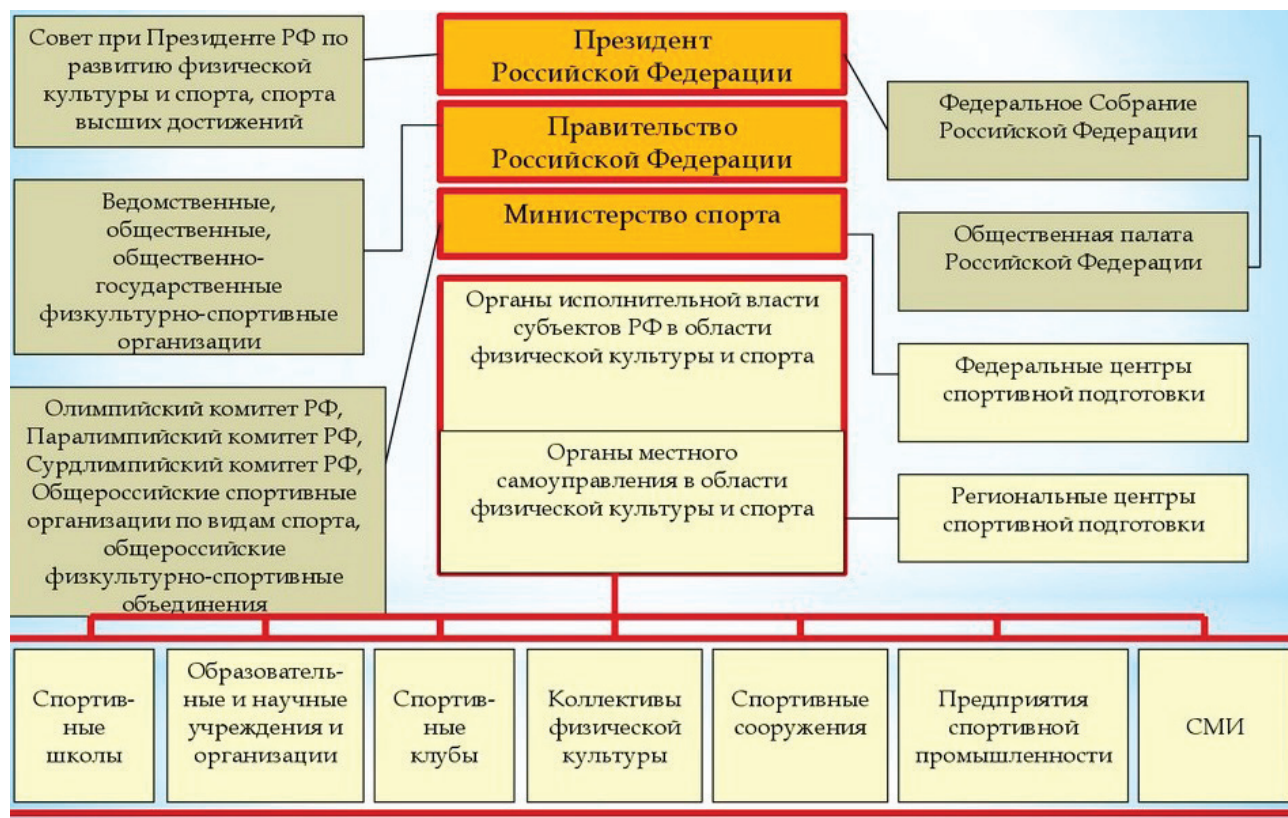 Совет при Президенте РФ по
развитию физической
культуры и спорта, спорта
высших достижений
Президент
Российской Федерации
Федеральное Собрание
Российской Федерации
Правительство
Российской Федерации
Ведомственные,
общественные,
общественно-
государственные
физкультурно-спортивные
организации
Министерство спорта
Общественная палата
Российской Федерации
Органы исполнительной власти
субъектов РФ в области
физической культуры и спорта
Федеральные центры
спортивной подготовки
Олимпийский комитет РФ,
Паралимпийский комитет РФ,
Сурдлимпийский комитет РФ,
Общероссийские спортивные
организации по видам спорта,
общероссийские
физкультурно-спортивные
объединения
Органы местного
самоуправления в области
физической культуры и спорта
Региональные центры
спортивной подготовки
Спортив-
ные
школы
Образователь-
ные и научные
учреждения и
организации
Спортив-
ные
клубы
Коллективы
физической
культуры
Спортивные
сооружения
Предприятия
спортивной
промышленности
СМИ